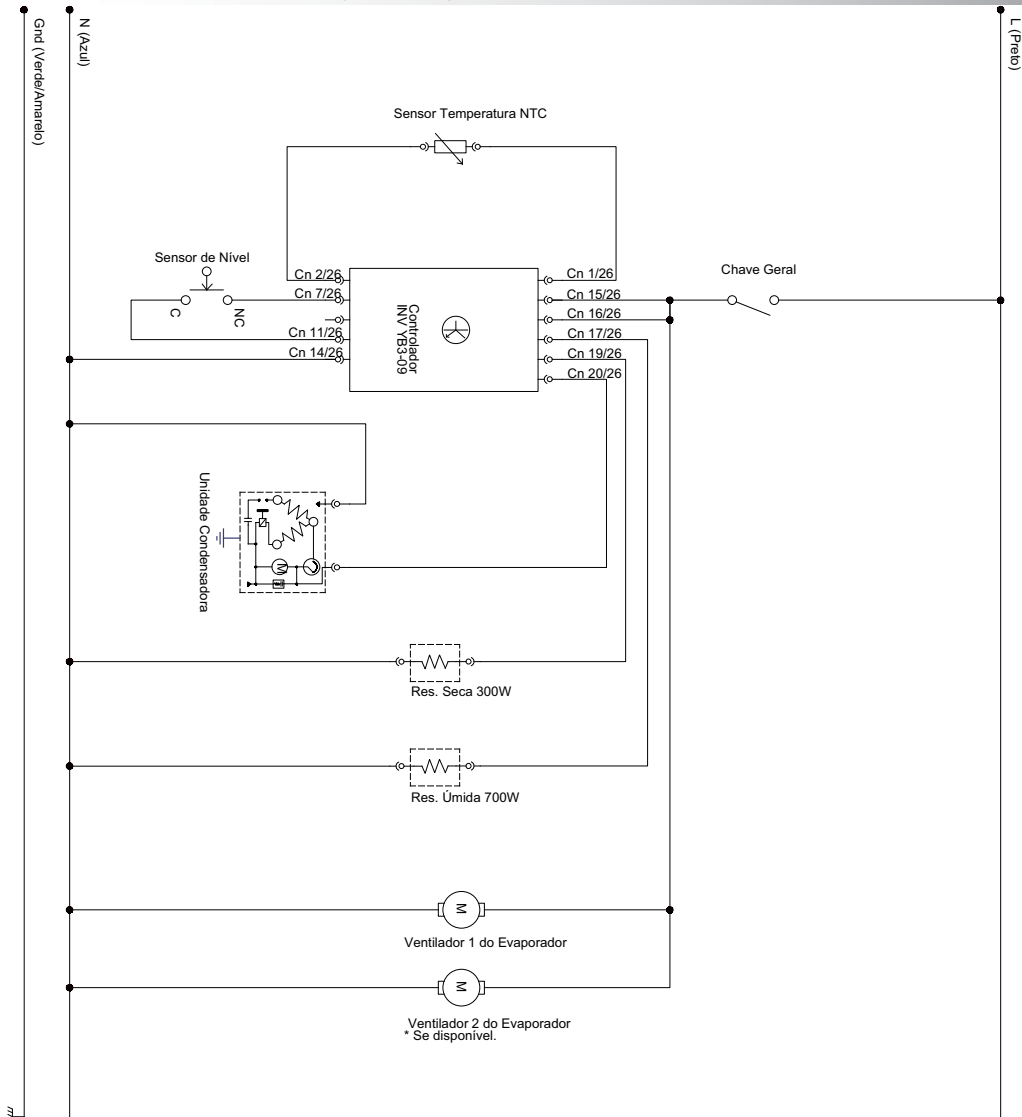 Gnd (Verde/Amarelo)
N (Azul)
L (Preto)
Sensor Temperatura NTC
Sensor de Nível
C
NC
Cn 2/26
Cn 7/26
Cn 11/26
Cn 14/26
Controlador
INV YB3-09
Cn 1/26
Cn 15/26
Cn 16/26
Cn 17/26
Cn 19/26
Cn 20/26
Chave Geral
Unidade Condensadora
M
Res. Seca 300W
Res. Úmida 700W
M
Ventilador 1 do Evaporador
M
Ventilador 2 do Evaporador
* Se disponível.